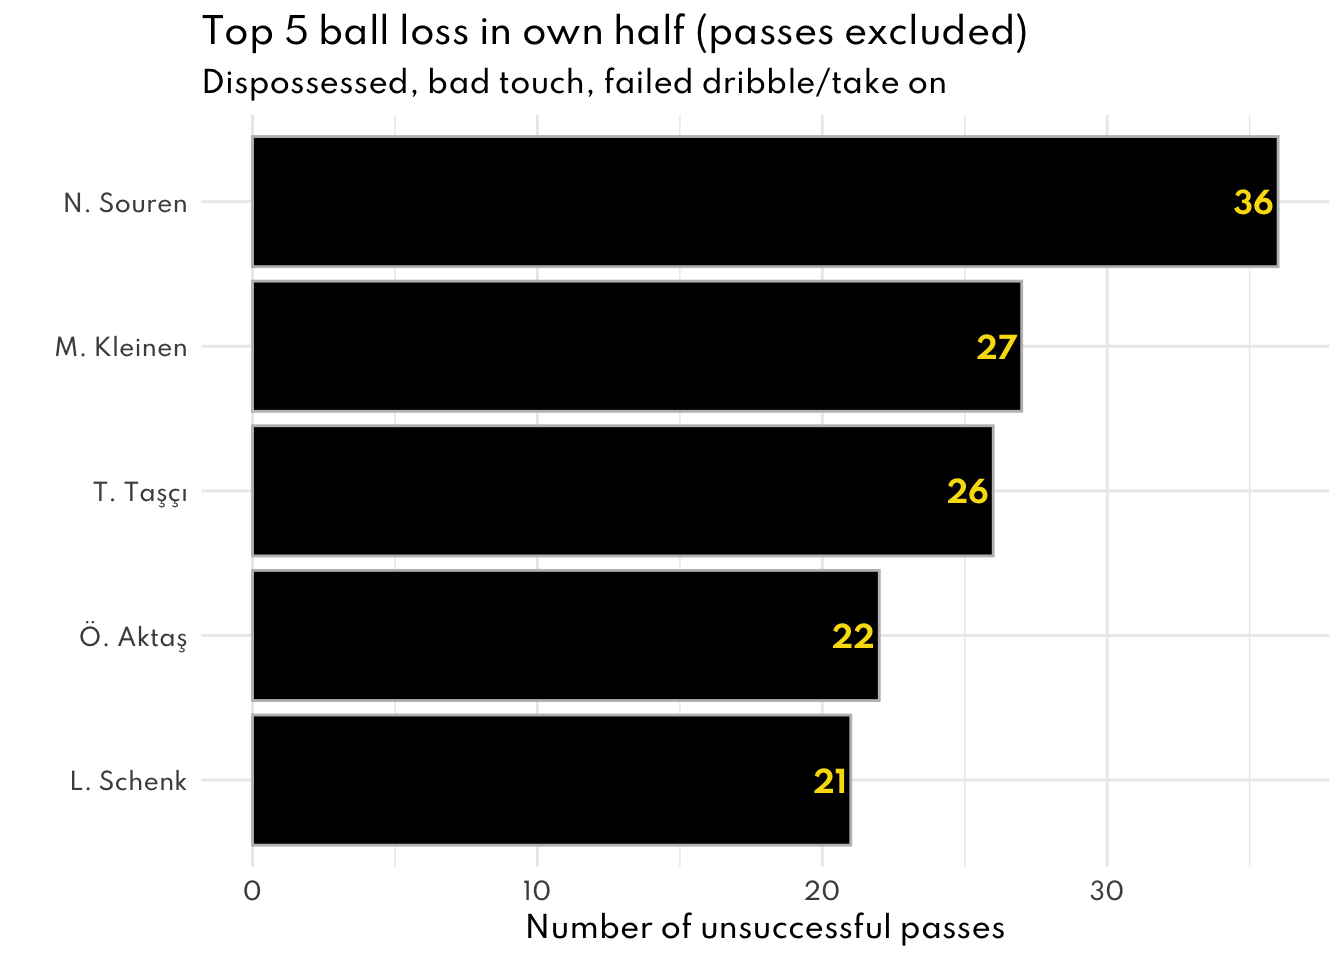 Top 5 ball loss in own half (passes excluded)
Dispossessed, bad touch, failed dribble/take on
N. Souren
36
M. Kleinen
27
T. Taşçı
26
Ö. Aktaş
22
L. Schenk
21
0 10 20 30
Number of unsuccessful passes